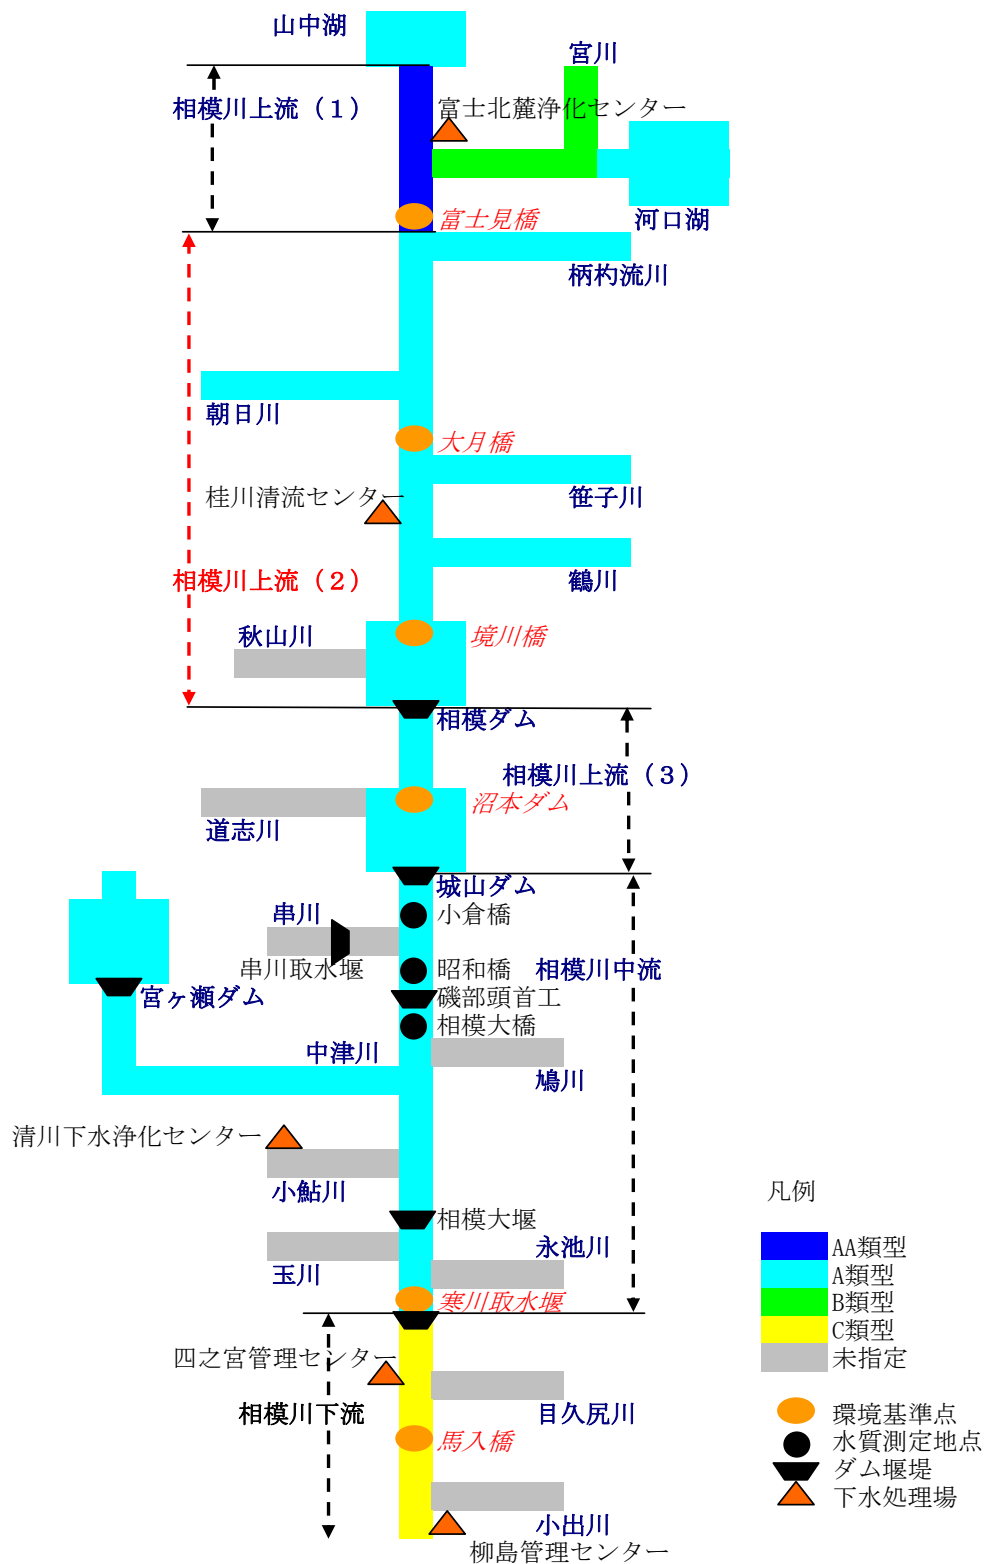 山中湖
宮川
相模川上流（１）
富士北麓浄化センター
富士見橋
河口湖
柄杓流川
朝日川
大月橋
桂川清流センター
笹子川
相模川上流（２）
鶴川
秋山川
境川橋
相模ダム
相模川上流（３）
沼本ダム
道志川
城山ダム
串川
小倉橋
串川取水堰
昭和橋
相模川中流
宮ヶ瀬ダム
磯部頭首工
相模大橋
中津川
鳩川
清川下水浄化センター
小鮎川
相模大堰
玉川
永池川
寒川取水堰
四之宮管理センター
相模川下流
目久尻川
馬入橋
小出川
柳島管理センター
凡例
AA類型
A類型
B類型
C類型
未指定
環境基準点
水質測定地点
ダム堰堤
下水処理場